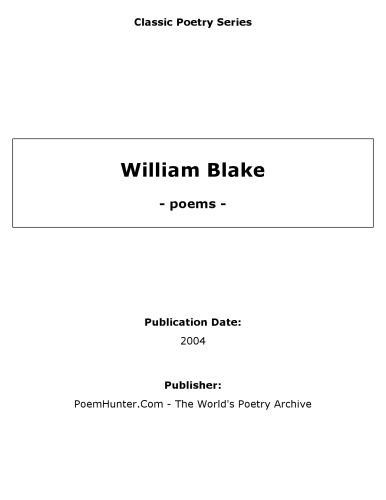 Classic Poetry Series
William Blake
- poems -
Publication Date:
2004
Publisher:
PoemHunter.Com - The World's Poetry Archive